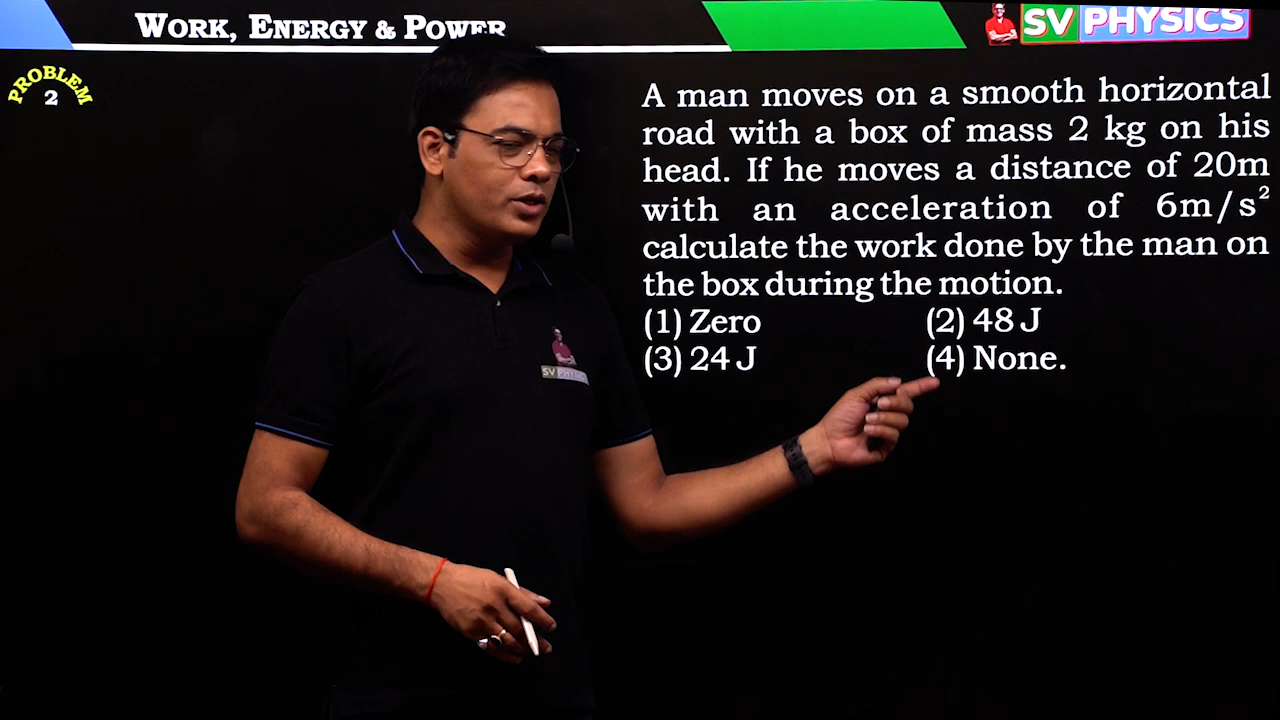 WORK, ENERGY & POWER
SV PHYSICS
PROBLEM
2
A man moves on a smooth horizontal
road with a box of mass 2 kg on his
head. If he moves a distance of 20m
with an acceleration of 6m/s²
calculate the work done by the man on
the box during the motion.
(1) Zero (2) 48 J
(3) 24 J (4) None.
SV PHYSICS